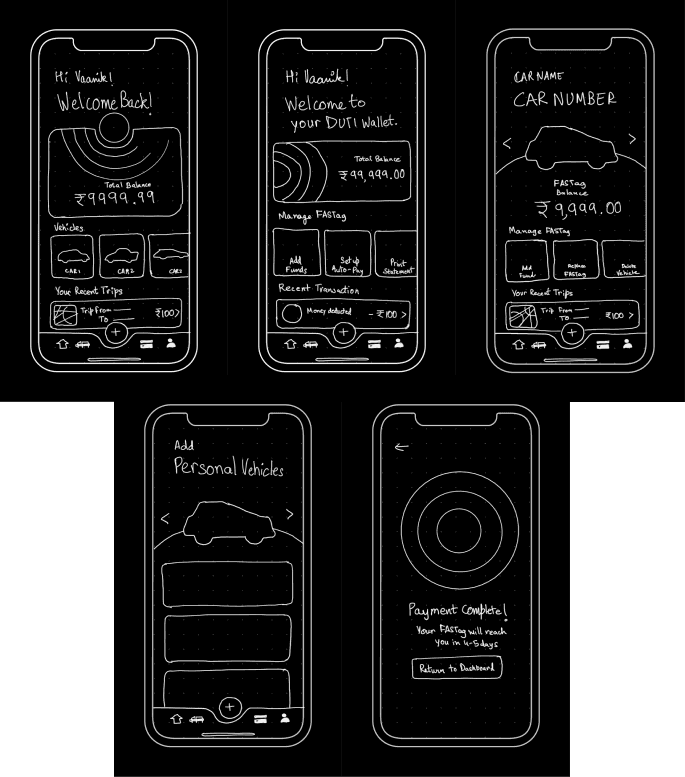 Hi Vaanik!
Welcome Back!
Total Balance
₹9999.99
Vehicles
CAR1 CAR2 CAR3
Your Recent Trips
Trip From
To
₹100 >
+
Hi Vaanik!
Welcome to
your DUTI Wallet.
Total Balance
₹99,999.00
Manage FASTag
Add
Funds
Set up
Auto-Pay
Print
Statement
Recent Transaction
Money deducted - ₹100 >
+
CAR NAME
CAR NUMBER
< >
FASTag
Balance
₹ 9,999.00
Manage FASTag
Add
Fund
Replace
FASTag
Delete
Vehicle
Your Recent Trips
Trip From
To
₹100 >
+
Add
Personal Vehicles
< >
+
←
Payment Complete!
Your FASTag will reach
you in 4-5 days
Return to Dashboard